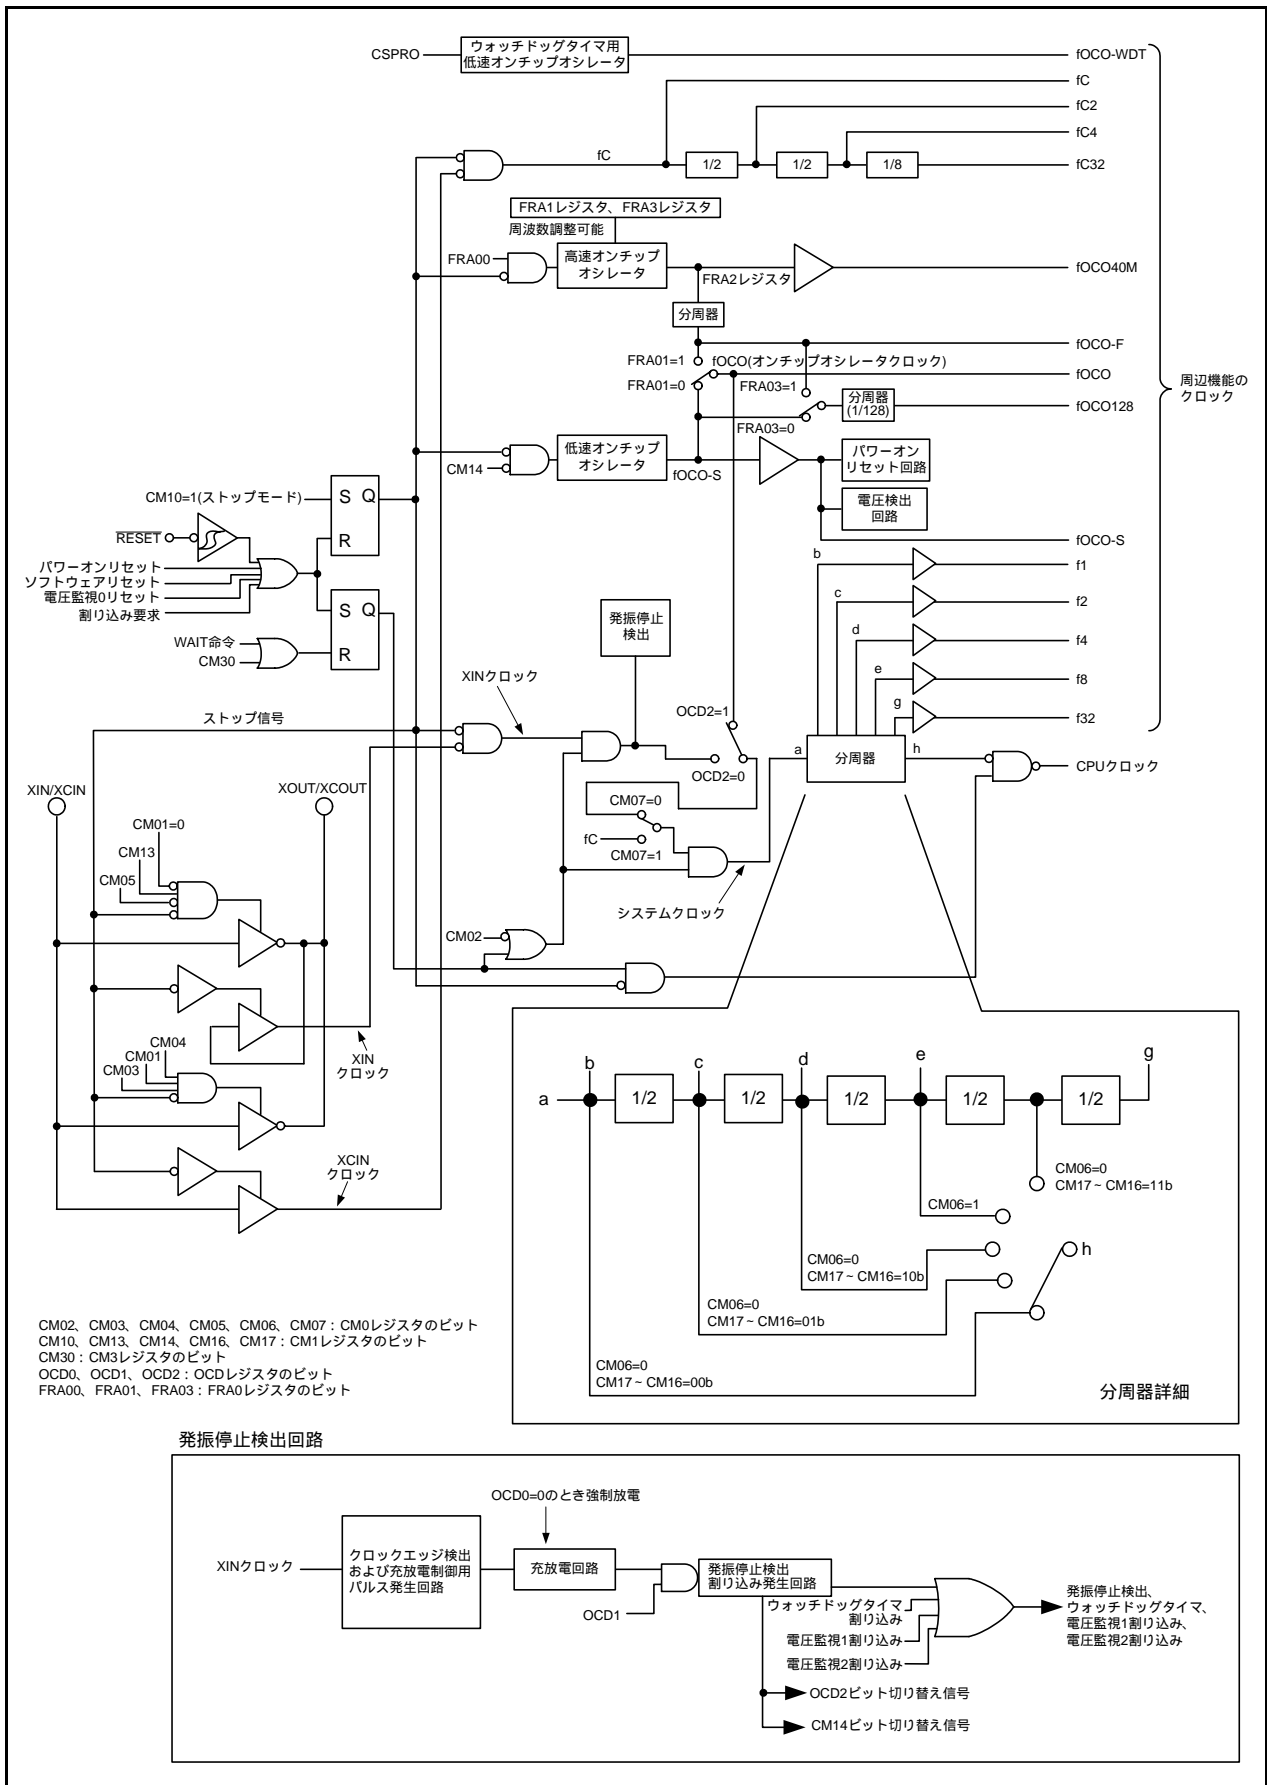 CSPRO
ウォッチドッグタイマ用
低速オンチップオシレータ
fOCO-WDT
fC
fC2
fC4
fC
1/2
1/2
1/8
fC32
FRA1レジスタ、FRA3レジスタ
周波数調整可能
FRA00
高速オンチップ
オシレータ
FRA2レジスタ
fOCO40M
分周器
fOCO-F
FRA01=1
fOCO(オンチップオシレータクロック)
fOCO
FRA01=0
FRA03=1
分周器
(1/128)
fOCO128
周辺機能の
クロック
FRA03=0
低速オンチップ
オシレータ
CM14
fOCO-S
パワーオン
リセット回路
電圧検出
回路
fOCO-S
CM10=1(ストップモード)
S Q
R
RESET
パワーオンリセット
ソフトウェアリセット
電圧監視0リセット
割り込み要求
S Q
R
WAIT命令
CM30
b
f1
c
f2
d
f4
e
f8
g
f32
発振停止
検出
XINクロック
ストップ信号
OCD2=1
OCD2=0
a
分周器
h
CPUクロック
XIN/XCIN
XOUT/XCOUT
CM07=0
fC
CM07=1
システムクロック
CM01=0
CM13
CM05
CM02
XIN
クロック
CM04
CM01
CM03
XCIN
クロック
a
b
1/2
c
1/2
d
1/2
e
1/2
1/2
g
CM06=0
CM17~CM16=11b
CM06=1
CM06=0
CM17~CM16=10b
h
CM06=0
CM17~CM16=01b
CM06=0
CM17~CM16=00b
分周器詳細
CM02、CM03、CM04、CM05、CM06、CM07:CM0レジスタのビット
CM10、CM13、CM14、CM16、CM17:CM1レジスタのビット
CM30:CM3レジスタのビット
OCD0、OCD1、OCD2:OCDレジスタのビット
FRA00、FRA01、FRA03:FRA0レジスタのビット
発振停止検出回路
OCD0=0のとき強制放電
XINクロック
クロックエッジ検出
および充放電制御用
パルス発生回路
充放電回路
OCD1
発振停止検出
割り込み発生回路
ウォッチドッグタイマ
割り込み
電圧監視1割り込み
電圧監視2割り込み
発振停止検出、
ウォッチドッグタイマ、
電圧監視1割り込み、
電圧監視2割り込み
OCD2ビット切り替え信号
CM14ビット切り替え信号